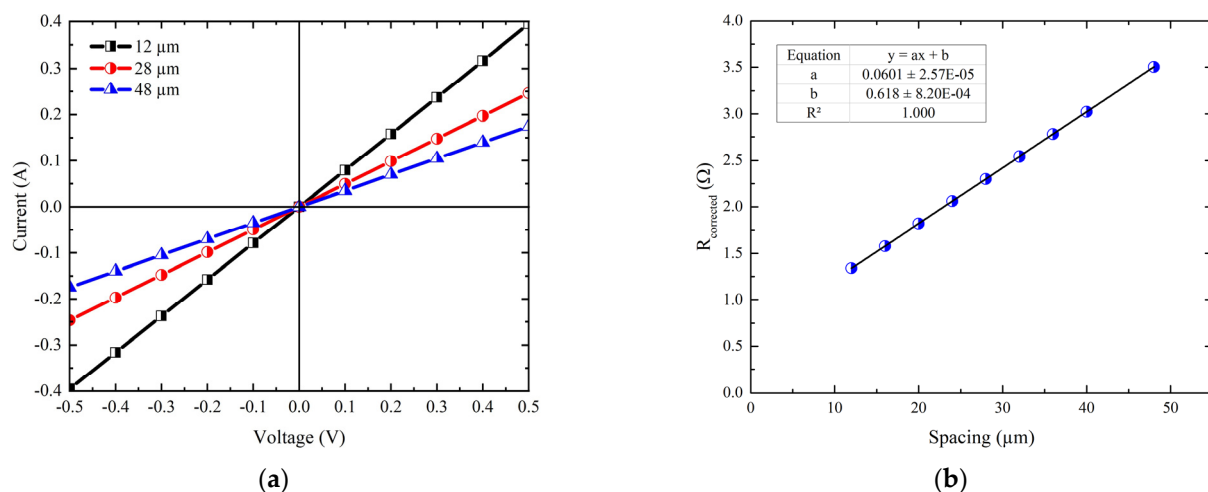 0.4
0.3
0.2
0.1
0.0
-0.1
-0.2
-0.3
-0.4
Current (A)
12 µm
28 µm
48 µm
-0.5 -0.4 -0.3 -0.2 -0.1 0.0 0.1 0.2 0.3 0.4 0.5
Voltage (V)
(a)
4.0
3.5
3.0
2.5
2.0
1.5
1.0
0.5
0.0
R corrected (Ω)
Equation y = ax + b
a 0.0601 ± 2.57E-05
b 0.618 ± 8.20E-04
R² 1.000
0 10 20 30 40 50
Spacing (µm)
(b)